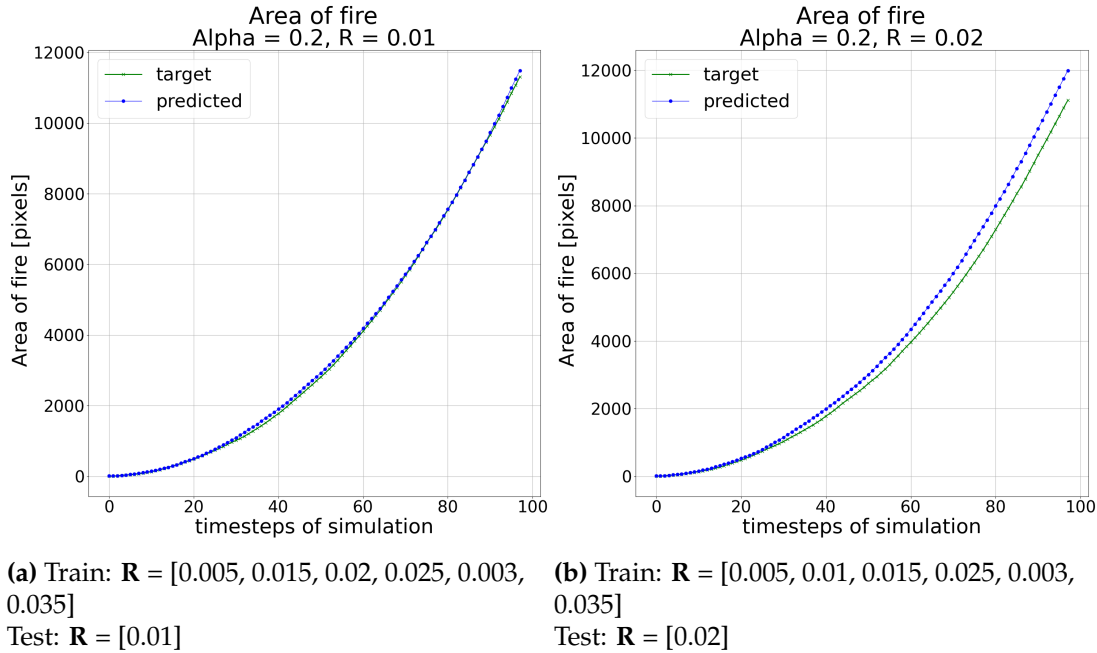 Area of fire
Alpha = 0.2, R = 0.01
target
predicted
Area of fire [pixels]
12000
10000
8000
6000
4000
2000
0
0 20 40 60 80 100
timesteps of simulation
(a) Train: R = [0.005, 0.015, 0.02, 0.025, 0.003,
0.035]
Test: R = [0.01]
Area of fire
Alpha = 0.2, R = 0.02
target
predicted
Area of fire [pixels]
12000
10000
8000
6000
4000
2000
0
0 20 40 60 80 100
timesteps of simulation
(b) Train: R = [0.005, 0.01, 0.015, 0.025, 0.003,
0.035]
Test: R = [0.02]